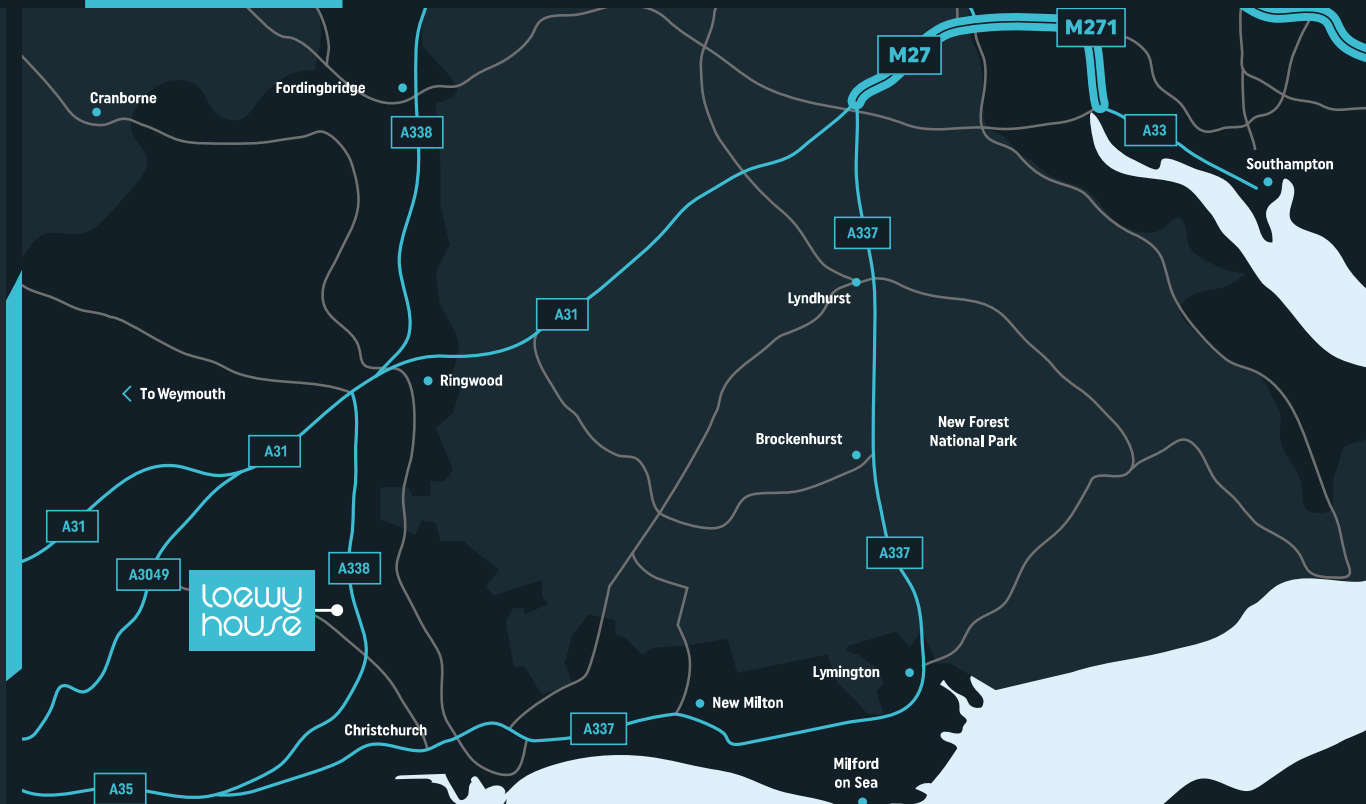 M271
M27
Fordingbridge
Cranborne
A338
A33
Southampton
A337
Lyndhurst
A31
Ringwood
To Weymouth
New Forest
National Park
Brockenhurst
A31
A31
A337
A3049
A338
loewy
house
Lymington
New Milton
Christchurch
A337
Milford
on Sea
A35